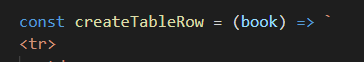 const createTableRow = (book) => `
<tr>